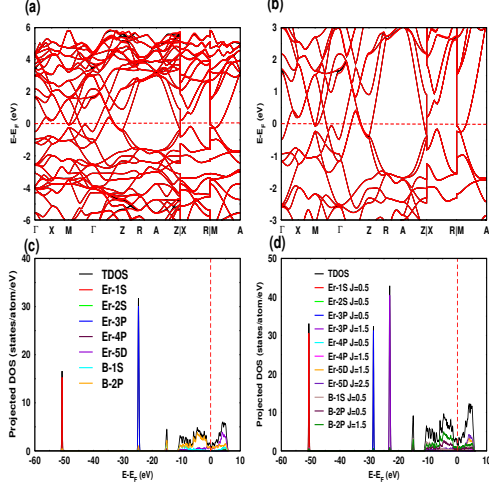 (a)
(b)
6
4
2
0
-2
-4
-6
E-E_F (eV)
Γ X M Γ Z R A Z|X R|M A
3
2
1
0
-1
-2
-3
E-E_F (eV)
Γ X M Γ Z R A Z|X R|M A
(c)
(d)
40
30
20
10
0
Projected DOS (states/atom/eV)
TDOS
Er-1S
Er-2S
Er-3P
Er-4P
Er-5D
B-1S
B-2P
-60 -50 -40 -30 -20 -10 0 10
E-E_F (eV)
50
40
30
20
10
0
Projected DOS (states/atom/eV)
TDOS
Er-1S J=0.5
Er-2S J=0.5
Er-3P J=0.5
Er-3P J=1.5
Er-4P J=0.5
Er-4P J=1.5
Er-5D J=1.5
Er-5D J=2.5
B-1S J=0.5
B-2P J=0.5
B-2P J=1.5
-60 -50 -40 -30 -20 -10 0 10
E-E_F (eV)